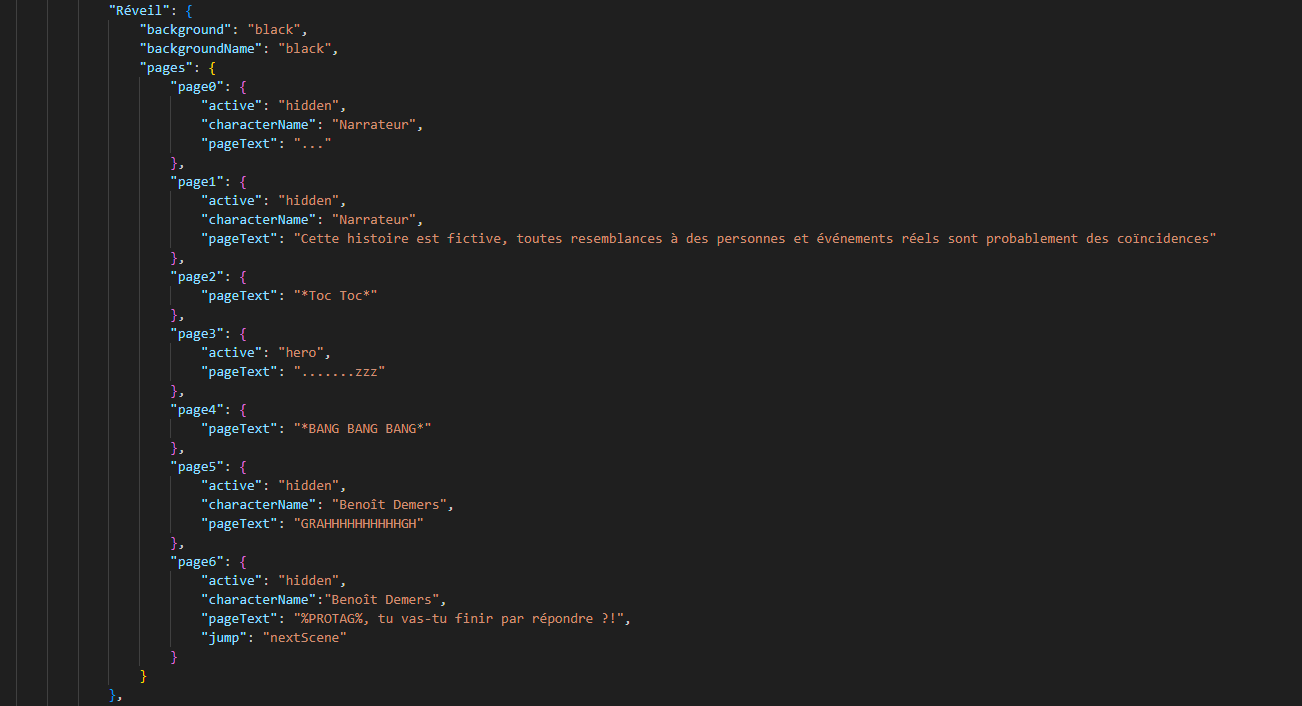 "Réveil": {
"background": "black",
"backgroundName": "black",
"pages": {
"page0": {
"active": "hidden",
"characterName": "Narrateur",
"pageText": "..."
},
"page1": {
"active": "hidden",
"characterName": "Narrateur",
"pageText": "Cette histoire est fictive, toutes resemblances à des personnes et événements réels sont probablement des coïncidences"
},
"page2": {
"pageText": "*Toc Toc*"
},
"page3": {
"active": "hero",
"pageText": ".......zzz"
},
"page4": {
"pageText": "*BANG BANG BANG*"
},
"page5": {
"active": "hidden",
"characterName": "Benoît Demers",
"pageText": "GRAHHHHHHHHHHGH"
},
"page6": {
"active": "hidden",
"characterName":"Benoît Demers",
"pageText": "%PROTAG%, tu vas-tu finir par répondre ?!",
"jump": "nextScene"
}
}
},